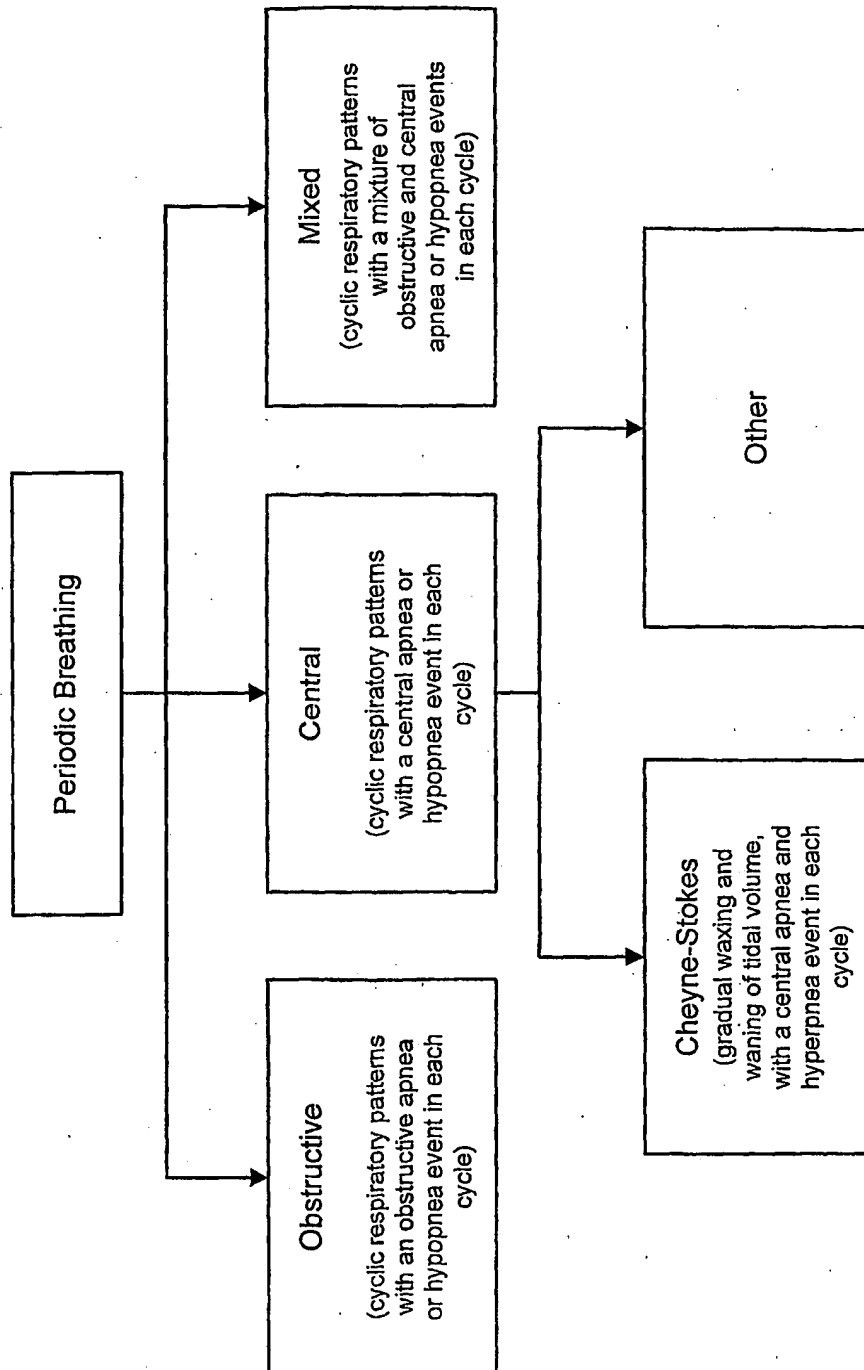 Periodic Breathing
Obstructive
(cyclic respiratory patterns
with an obstructive apnea
or hypopnea event in each
cycle)
Central
(cyclic respiratory patterns
with a central apnea or
hypopnea event in each
cycle)
Mixed
(cyclic respiratory patterns
with a mixture of
obstructive and central
apnea or hypopnea events
in each cycle)
Cheyne-Stokes
(gradual waxing and
waning of tidal volume,
with a central apnea and
hyperpnea event in each
cycle)
Other